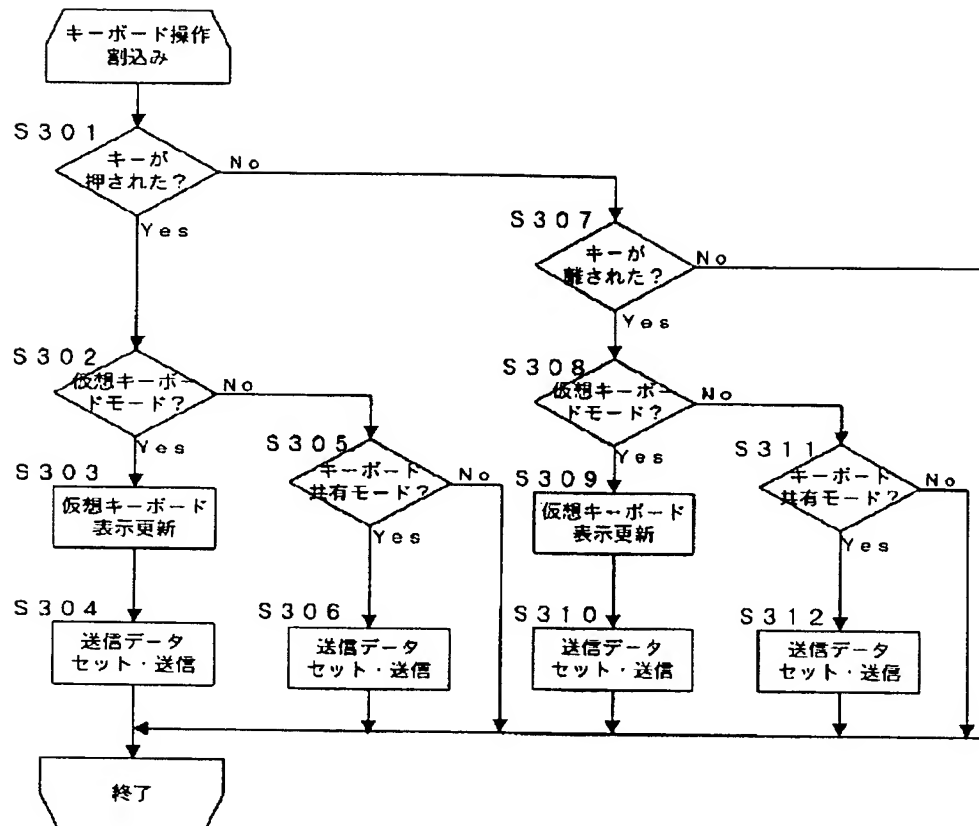 キーボード操作
割込み
S301
キーが
押された？
No
Yes
S302
仮想キーボー
ドモード？
No
Yes
S303
仮想キーボード
表示更新
S304
送信データ
セット・送信
S305
キーボード
共有モード？
No
Yes
S306
送信データ
セット・送信
S307
キーが
離された？
No
Yes
S308
仮想キーボー
ドモード？
No
Yes
S309
仮想キーボード
表示更新
S310
送信データ
セット・送信
S311
キーボード
共有モード？
No
Yes
S312
送信データ
セット・送信
終了